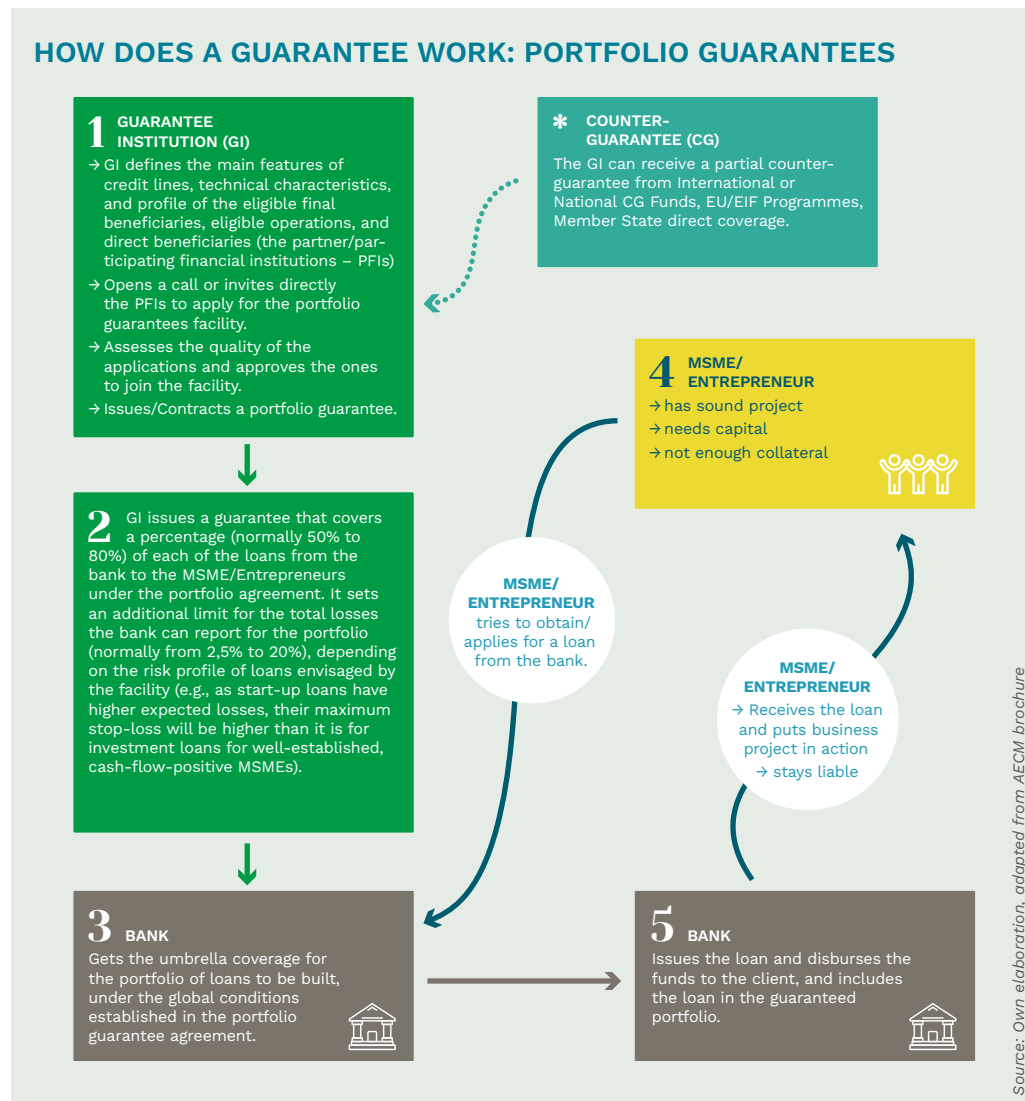 HOW DOES A GUARANTEE WORK: PORTFOLIO GUARANTEES
1 GUARANTEE
INSTITUTION (GI)
→ GI defines the main features of
credit lines, technical characteristics,
and profile of the eligible final
beneficiaries, eligible operations, and
direct beneficiaries (the partner/par-
ticipating financial institutions – PFIs)
→ Opens a call or invites directly
the PFIs to apply for the portfolio
guarantees facility.
→ Assesses the quality of the
applications and approves the ones
to join the facility.
→ Issues/Contracts a portfolio guarantee.
* COUNTER-
GUARANTEE (CG)
The GI can receive a partial counter-
guarantee from International or
National CG Funds, EU/EIF Programmes,
Member State direct coverage.
2 GI issues a guarantee that covers
a percentage (normally 50% to
80%) of each of the loans from the
bank to the MSME/Entrepreneurs
under the portfolio agreement. It sets
an additional limit for the total losses
the bank can report for the portfolio
(normally from 2,5% to 20%), depending
on the risk profile of loans envisaged by
the facility (e.g., as start-up loans have
higher expected losses, their maximum
stop-loss will be higher than it is for
investment loans for well-established,
cash-flow-positive MSMEs).
3 BANK
Gets the umbrella coverage for
the portfolio of loans to be built,
under the global conditions
established in the portfolio
guarantee agreement.
4 MSME/
ENTREPRENEUR
→ has sound project
→ needs capital
→ not enough collateral
MSME/
ENTREPRENEUR
tries to obtain/
applies for a loan
from the bank.
5 BANK
Issues the loan and disburses the
funds to the client, and includes
the loan in the guaranteed
portfolio.
MSME/
ENTREPRENEUR
→ Receives the loan
and puts business
project in action
→ stays liable
Source: Own elaboration, adapted from AECM brochure